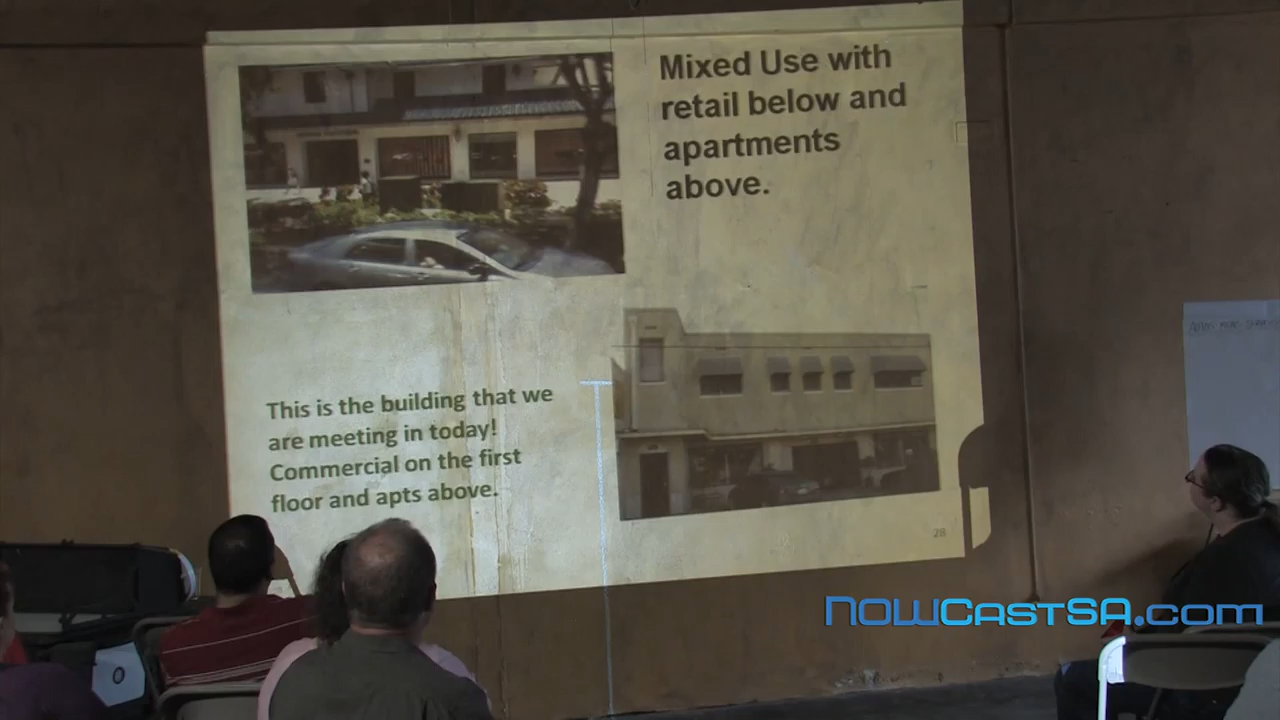 Mixed Use with
retail below and
apartments
above.
This is the building that we
are meeting in today!
Commercial on the first
floor and apts above.
28
NOWCastSA.com